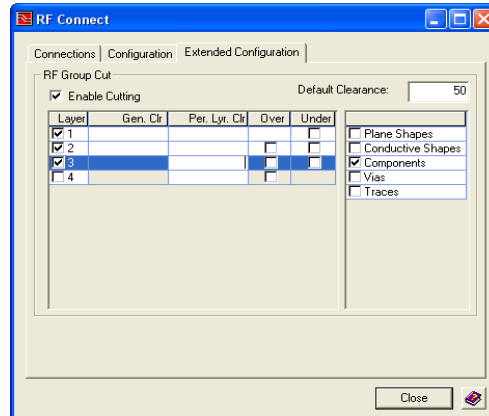 RF Connect
Connections Configuration Extended Configuration
RF Group Cut
Enable Cutting Default Clearance: 50
Layer Gen. Clr Per. Lyr. Clr Over Under
1
2
3
4
Plane Shapes
Conductive Shapes
Components
Vias
Traces
Close